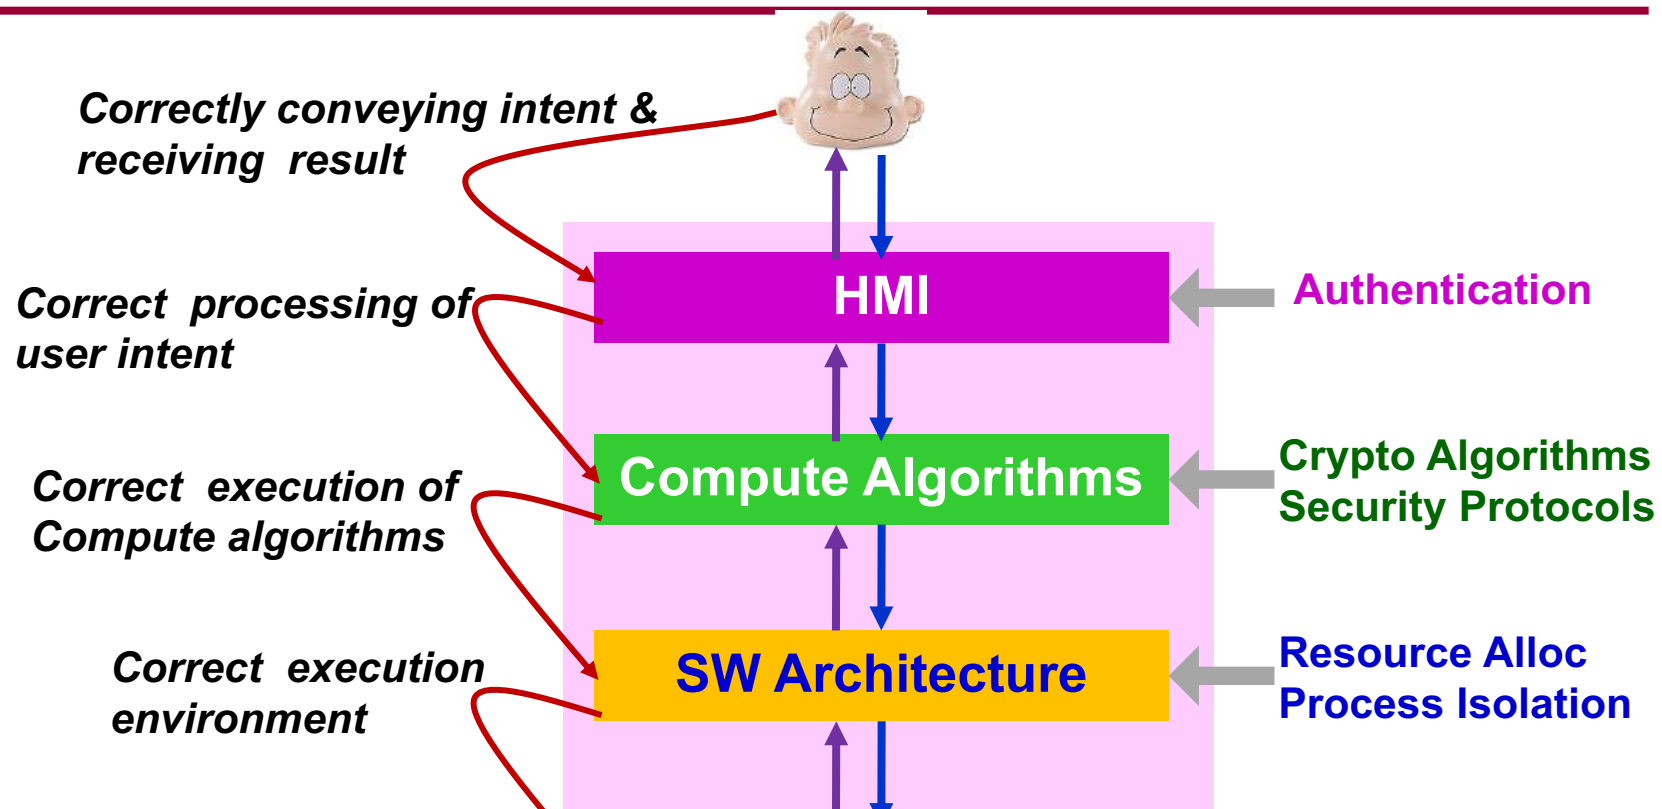 Correctly conveying intent &
receiving result
HMI
Authentication
Correct processing of
user intent
Compute Algorithms
Crypto Algorithms
Security Protocols
Correct execution of
Compute algorithms
SW Architecture
Resource Alloc
Process Isolation
Correct execution
environment